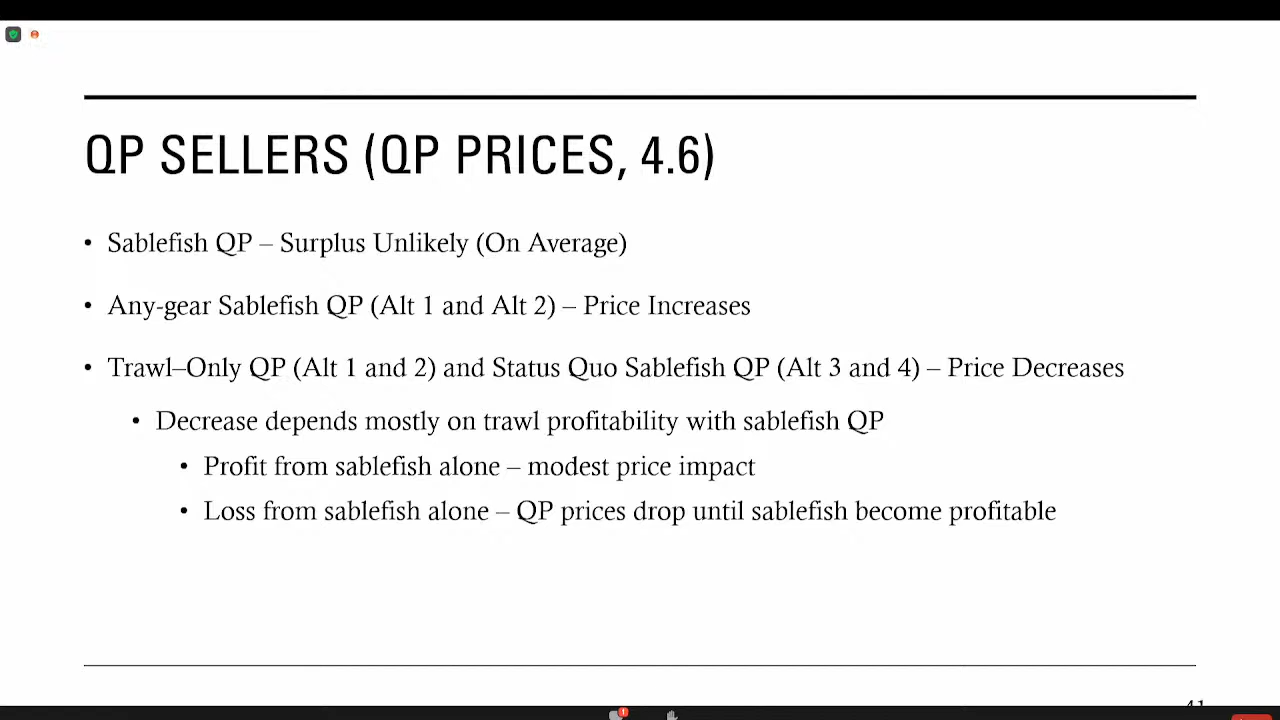 QP SELLERS (QP PRICES, 4.6)
• Sablefish QP – Surplus Unlikely (On Average)
• Any-gear Sablefish QP (Alt 1 and Alt 2) – Price Increases
• Trawl–Only QP (Alt 1 and 2) and Status Quo Sablefish QP (Alt 3 and 4) – Price Decreases
• Decrease depends mostly on trawl profitability with sablefish QP
• Profit from sablefish alone – modest price impact
• Loss from sablefish alone – QP prices drop until sablefish become profitable
41
1